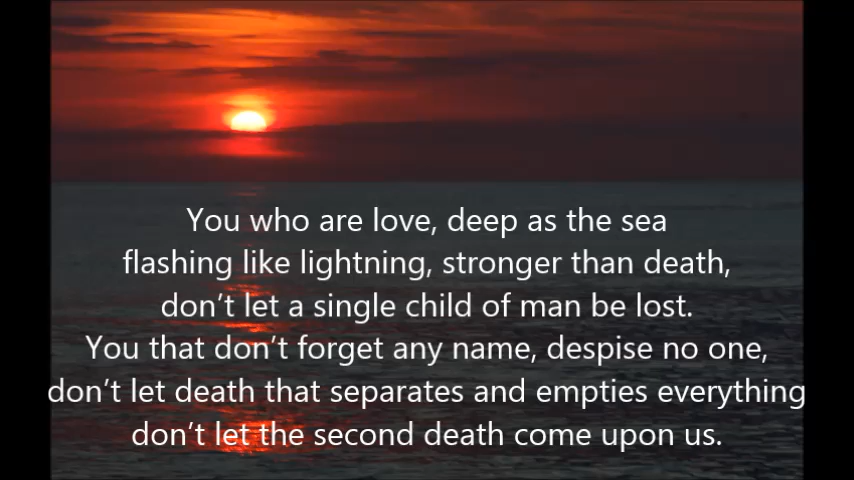 You who are love, deep as the sea
flashing like lightning, stronger than death,
don’t let a single child of man be lost.
You that don’t forget any name, despise no one,
don’t let death that separates and empties everything
don’t let the second death come upon us.